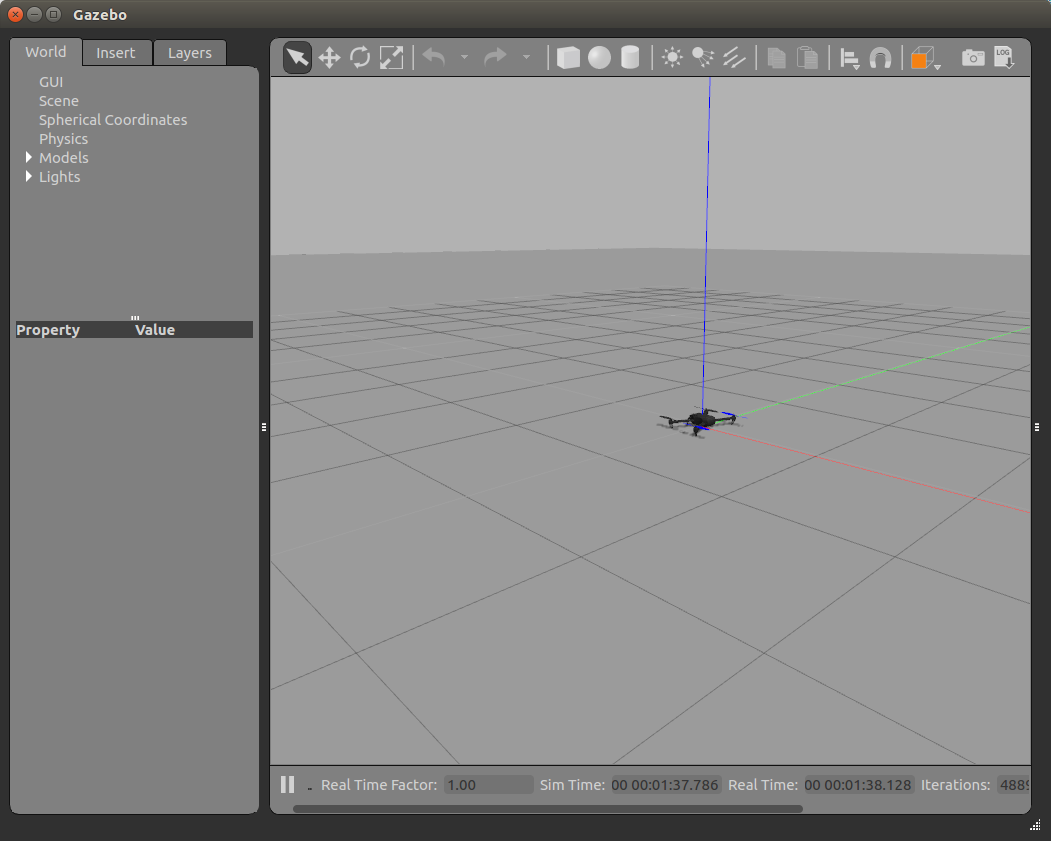 Gazebo
World Insert Layers
LOG
GUI
Scene
Spherical Coordinates
Physics
Models
Lights
Property Value
Real Time Factor: 1.00 Sim Time: 00 00:01:37.786 Real Time: 00 00:01:38.128 Iterations: